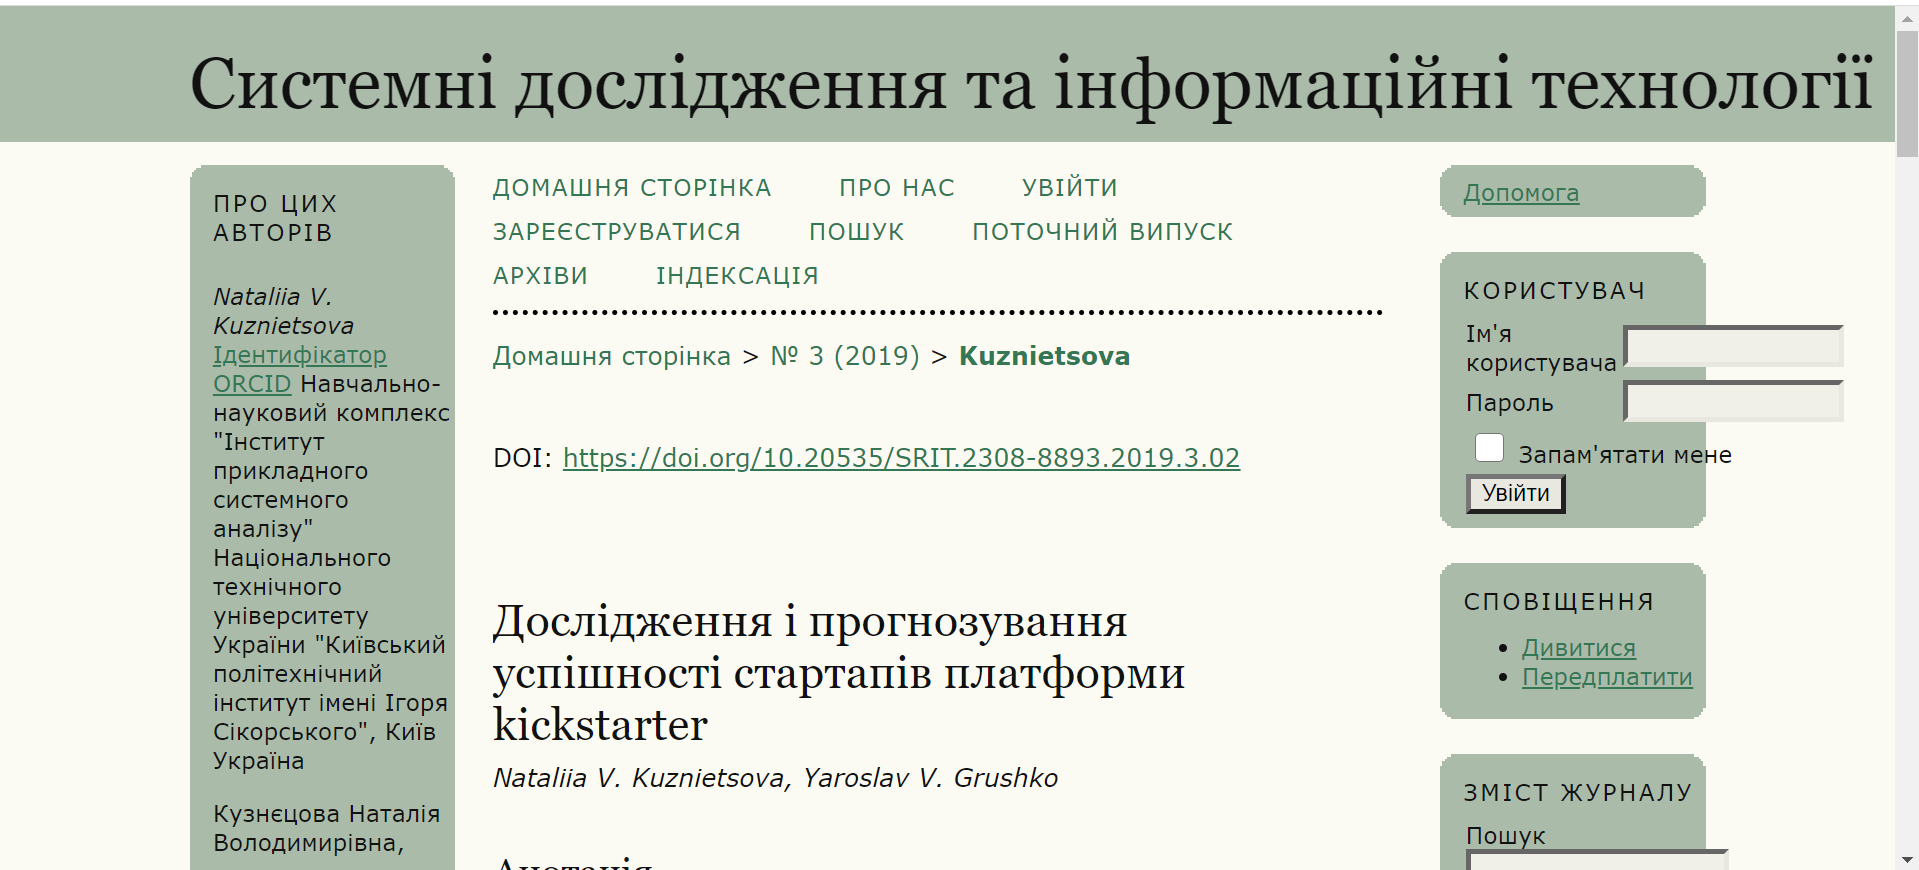 Системні дослідження та інформаційні технології
ПРО ЦИХ
АВТОРІВ
Nataliia V.
Kuznietsova
Ідентифікатор
ORCID Навчально-
науковий комплекс
"Інститут
прикладного
системного
аналізу"
Національного
технічного
університету
України "Київський
політехнічний
інститут імені Ігоря
Сікорського", Київ
Україна
Кузнєцова Наталія
Володимирівна,
ДОМАШНЯ СТОРІНКА ПРО НАС УВІЙТИ
ЗАРЕЄСТРУВАТИСЯ ПОШУК ПОТОЧНИЙ ВИПУСК
АРХІВИ ІНДЕКСАЦІЯ
Домашня сторінка > № 3 (2019) > Kuznietsova
DOI: https://doi.org/10.20535/SRIT.2308-8893.2019.3.02
Дослідження і прогнозування
успішності стартапів платформи
kickstarter
Nataliia V. Kuznietsova, Yaroslav V. Grushko
Анотація
Допомога
КОРИСТУВАЧ
Ім'я
користувача
Пароль
Запам'ятати мене
Увійти
СПОВІЩЕННЯ
Дивитися
Передплатити
ЗМІСТ ЖУРНАЛУ
Пошук